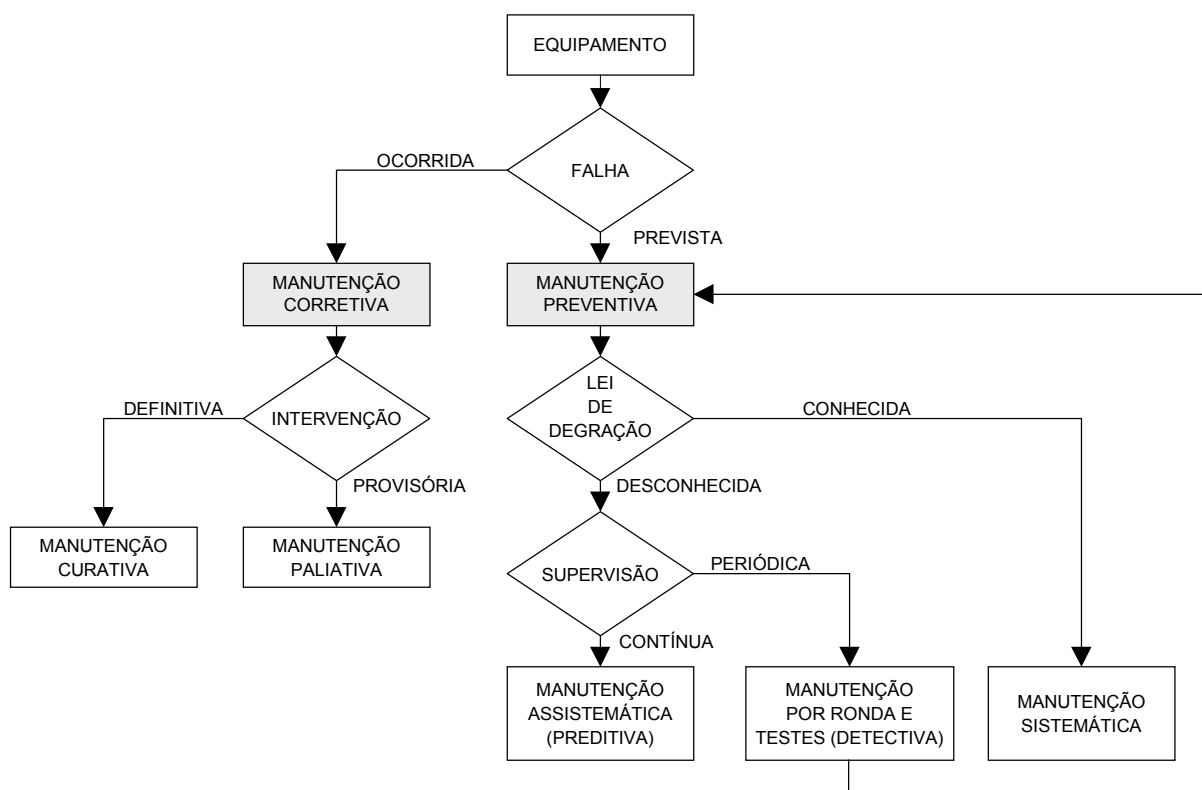 EQUIPAMENTO
OCORRIDA
FALHA
PREVISTA
MANUTENÇÃO
CORRETIVA
MANUTENÇÃO
PREVENTIVA
DEFINITIVA
INTERVENÇÃO
LEI
DE
DEGRAÇÃO
CONHECIDA
PROVISÓRIA
DESCONHECIDA
MANUTENÇÃO
CURATIVA
MANUTENÇÃO
PALIATIVA
SUPERVISÃO
PERIÓDICA
CONTÍNUA
MANUTENÇÃO
ASSISTEMÁTICA
(PREDITIVA)
MANUTENÇÃO
POR RONDA E
TESTES (DETECTIVA)
MANUTENÇÃO
SISTEMÁTICA